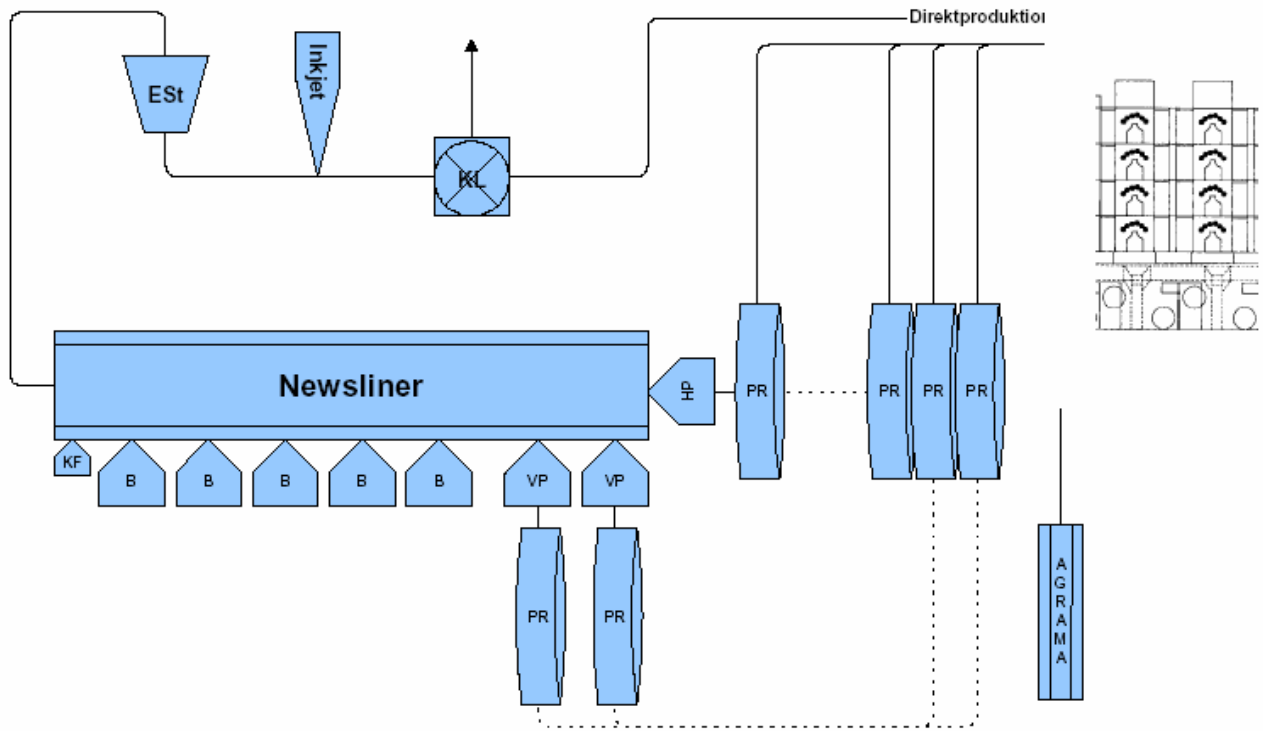 Direktproduktion
ESt
Inkjet
KL
Newsliner
HP
PR
PR
PR
PR
KF
B
B
B
B
B
VP
VP
PR
PR
AGRAMA